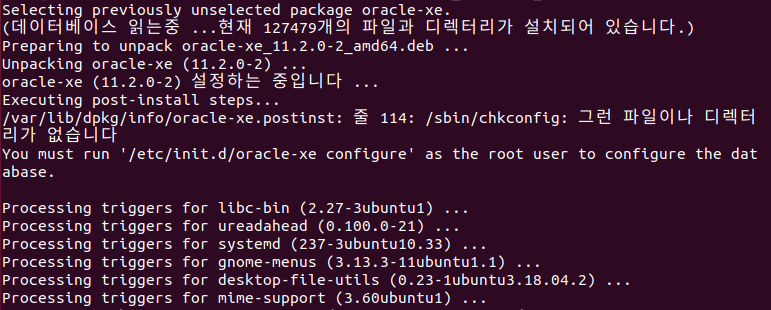 Selecting previously unselected package oracle-xe.
(데이터베이스 읽는중 ...현재 127479개의 파일과 디렉터리가 설치되어 있습니다.)
Preparing to unpack oracle-xe_11.2.0-2_amd64.deb ...
Unpacking oracle-xe (11.2.0-2) ...
oracle-xe (11.2.0-2) 설정하는 중입니다 ...
Executing post-install steps...
/var/lib/dpkg/info/oracle-xe.postinst: 줄 114: /sbin/chkconfig: 그런 파일이나 디렉터
리가 없습니다
You must run '/etc/init.d/oracle-xe configure' as the root user to configure the dat
abase.

Processing triggers for libc-bin (2.27-3ubuntu1) ...
Processing triggers for ureadahead (0.100.0-21) ...
Processing triggers for systemd (237-3ubuntu10.33) ...
Processing triggers for gnome-menus (3.13.3-11ubuntu1.1) ...
Processing triggers for desktop-file-utils (0.23-1ubuntu3.18.04.2) ...
Processing triggers for mime-support (3.60ubuntu1) ...